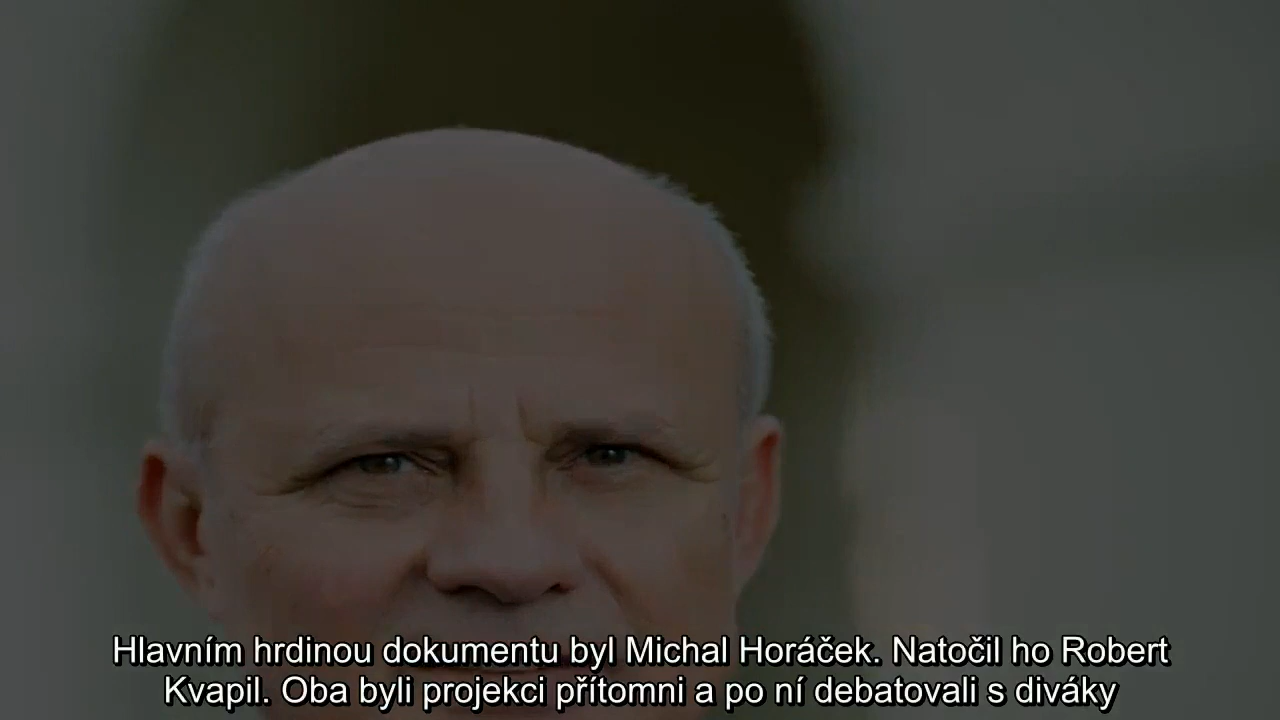 Hlavním hrdinou dokumentu byl Michal Horáček. Natočil ho Robert
Kvapil. Oba byli projekci přítomni a po ní debatovali s diváky